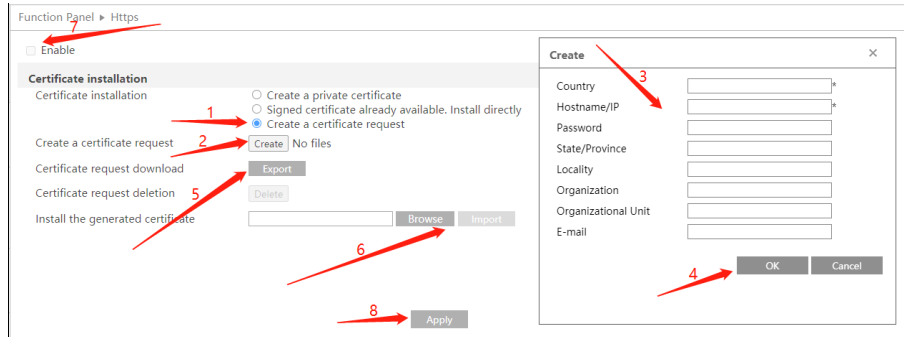 Function Panel ▶ Https
7
Enable
Certificate installation
Certificate installation
Create a private certificate
Signed certificate already available. Install directly
1
Create a certificate request
Create a certificate request
2
Create No files
Certificate request download
Export
Certificate request deletion
5
Delete
Install the generated certificate
Browse Import
6
8
Apply
Create ×
3
Country *
Hostname/IP *
Password
State/Province
Locality
Organization
Organizational Unit
E-mail
4
OK Cancel